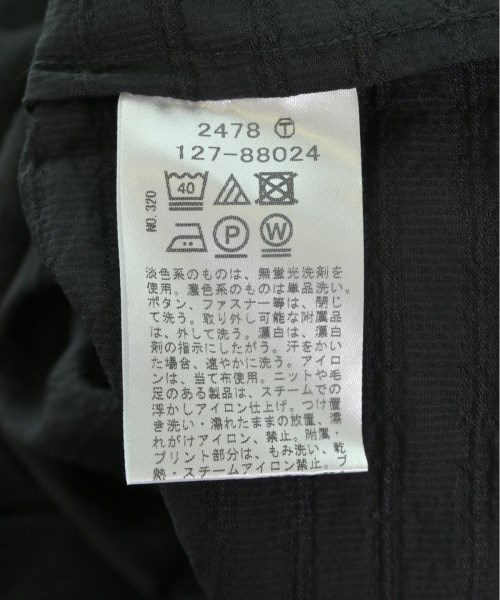 2478 Ⓣ
127-88024
40
P W
NO.320
淡色系のものは、無蛍光洗剤を
使用。濃色系のものは単品洗い。
ボタン、ファスナー等は、閉じ
て洗う。取り外し可能な附属品
は、外して洗う。漂白は、漂白
剤の指示にしたがう。汗をかい
た場合、速やかに洗う。アイロ
ンは、当て布使用。ニットや毛
足のある製品は、スチームでの
浮かしアイロン仕上げ。つけ置
き洗い・濡れたままの放置、濡
れがけアイロン、禁止。附属・
プリント部分は、もみ洗い、乾
熱・スチームアイロン禁止。ブ